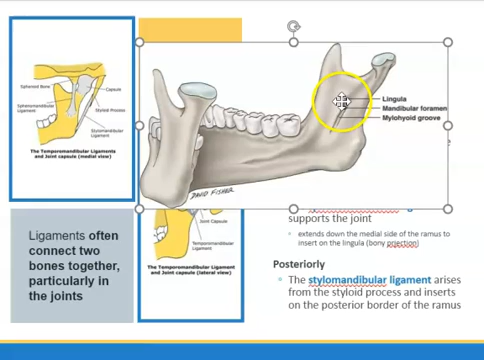 Sphenoid Bone
Capsule
Sphenomandibular
Ligament
Styloid Process
Stylomandibular
Ligament
The Temporomandibular Ligaments
and Joint capsule (medial view)
Lingula
Mandibular foramen
Mylohyoid groove
DAVID FISHER
Joint Capsule
Temporomandibular
Ligament
The Temporomandibular Ligament
and Joint capsule (lateral view)
Ligaments often
connect two
bones together,
particularly in
the joints
supports the joint
extends down the medial side of the ramus to
insert on the lingula (bony prjection)
Posteriorly
The stylomandibular ligament arises
from the styloid process and inserts
on the posterior border of the ramus